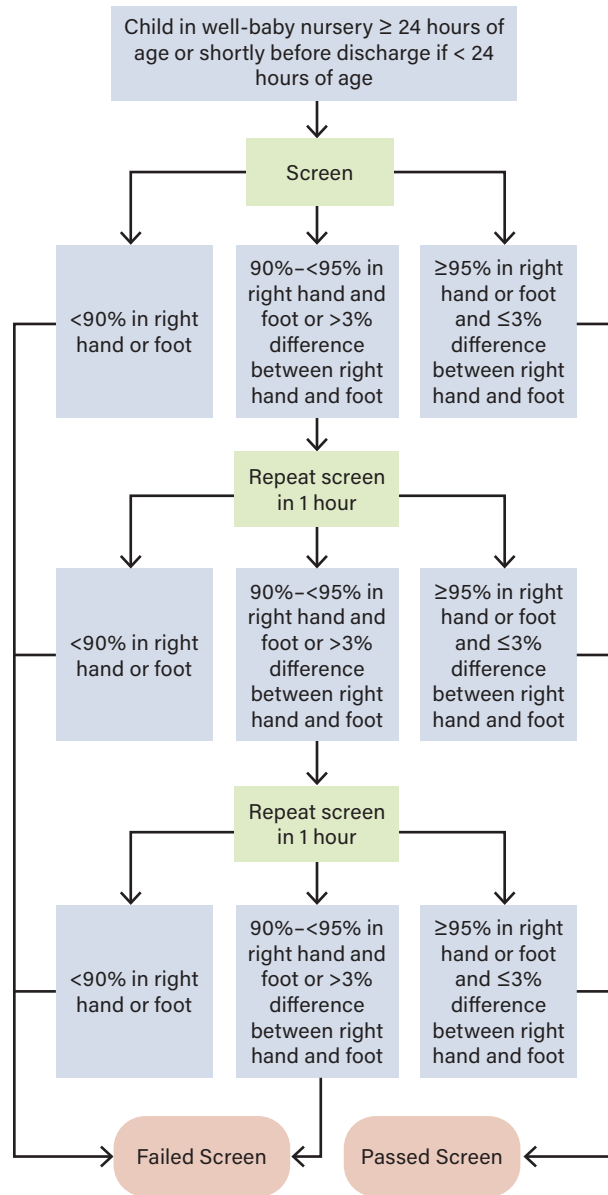 Child in well-baby nursery ≥ 24 hours of
age or shortly before discharge if < 24
hours of age
Screen
<90% in right
hand or foot
90%–<95% in
right hand and
foot or >3%
difference
between right
hand and foot
≥95% in right
hand or foot
and ≤3%
difference
between right
hand and foot
Repeat screen
in 1 hour
<90% in right
hand or foot
90%–<95% in
right hand and
foot or >3%
difference
between right
hand and foot
≥95% in right
hand or foot
and ≤3%
difference
between right
hand and foot
Repeat screen
in 1 hour
<90% in right
hand or foot
90%–<95% in
right hand and
foot or >3%
difference
between right
hand and foot
≥95% in right
hand or foot
and ≤3%
difference
between right
hand and foot
Failed Screen
Passed Screen